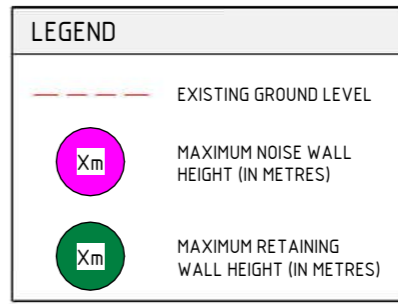 LEGEND
EXISTING GROUND LEVEL
Xm
MAXIMUM NOISE WALL
HEIGHT (IN METRES)
Xm
MAXIMUM RETAINING
WALL HEIGHT (IN METRES)